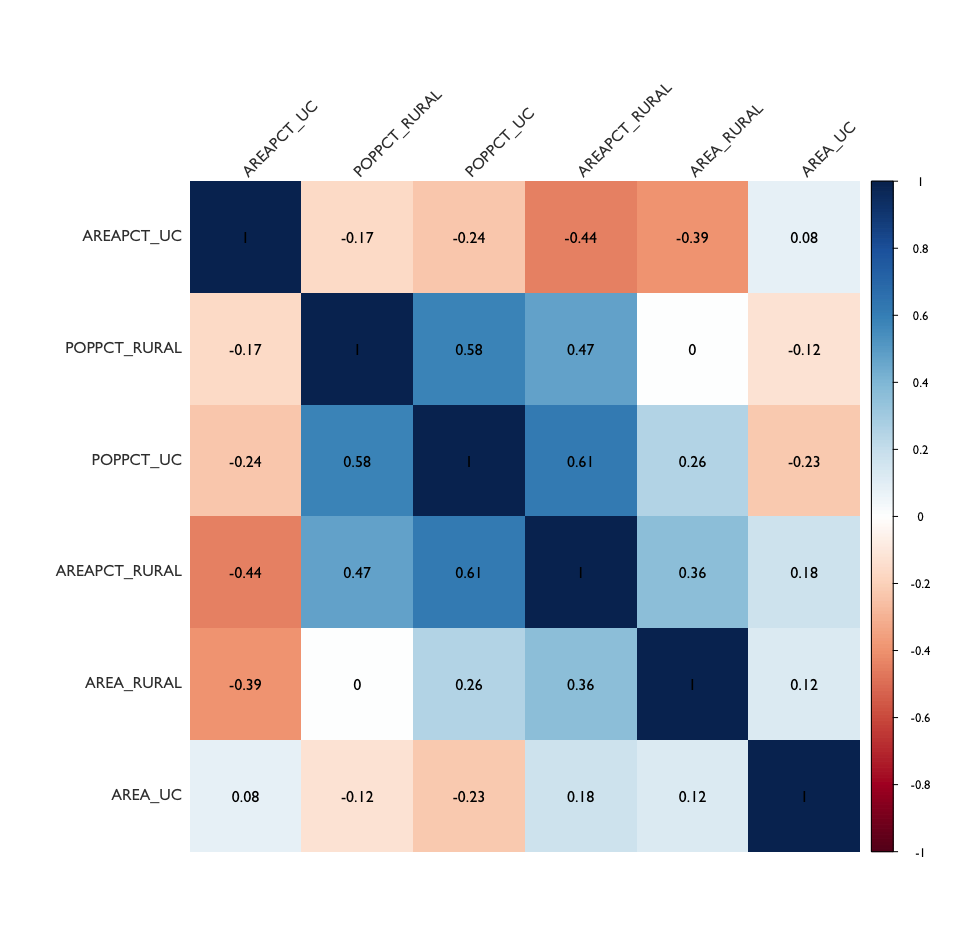 AREAPCT_UC POPPCT_RURAL POPPCT_UC AREAPCT_RURAL AREA_RURAL AREA_UC
AREAPCT_UC 1 -0.17 -0.24 -0.44 -0.39 0.08
POPPCT_RURAL -0.17 1 0.58 0.47 0 -0.12
POPPCT_UC -0.24 0.58 1 0.61 0.26 -0.23
AREAPCT_RURAL -0.44 0.47 0.61 1 0.36 0.18
AREA_RURAL -0.39 0 0.26 0.36 1 0.12
AREA_UC 0.08 -0.12 -0.23 0.18 0.12 1
1
0.8
0.6
0.4
0.2
0
-0.2
-0.4
-0.6
-0.8
-1